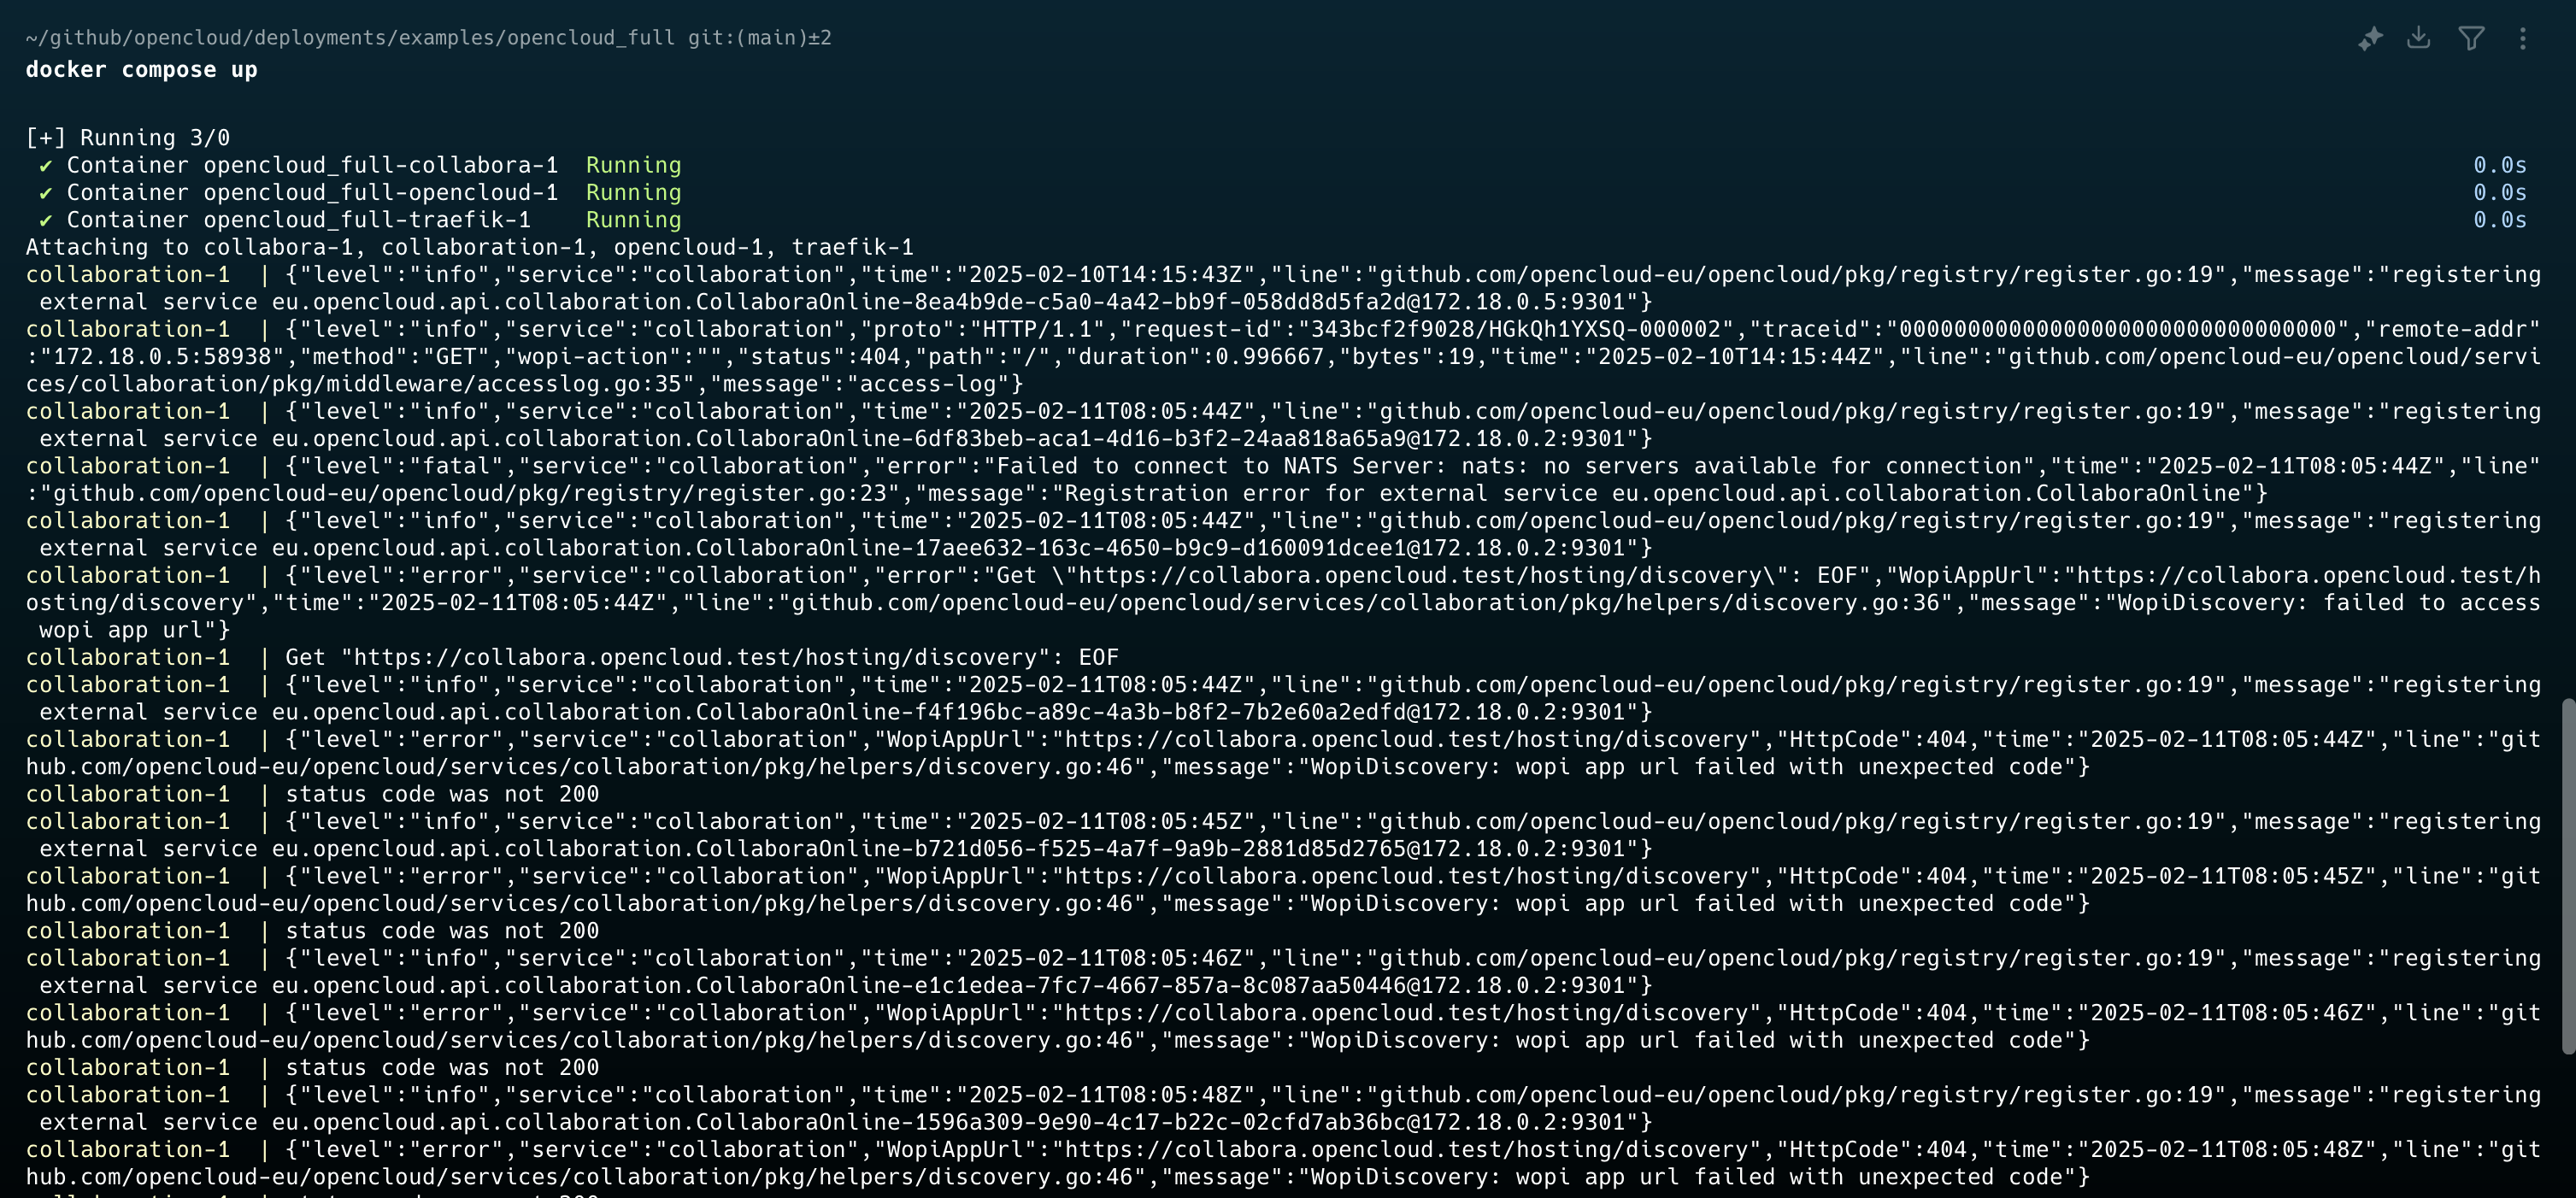 ~/github/opencloud/deployments/examples/opencloud_full git:(main)±2
docker compose up
[+] Running 3/0
✔ Container opencloud_full-collabora-1  Running 0.0s
✔ Container opencloud_full-opencloud-1  Running 0.0s
✔ Container opencloud_full-traefik-1    Running 0.0s
Attaching to collabora-1, collaboration-1, opencloud-1, traefik-1
collaboration-1  | {"level":"info","service":"collaboration","time":"2025-02-10T14:15:43Z","line":"github.com/opencloud-eu/opencloud/pkg/registry/register.go:19","message":"registering
external service eu.opencloud.api.collaboration.CollaboraOnline-8ea4b9de-c5a0-4a42-bb9f-058dd8d5fa2d@172.18.0.5:9301"}
collaboration-1  | {"level":"info","service":"collaboration","proto":"HTTP/1.1","request-id":"343bcf2f9028/HGkQh1YXSQ-000002","traceid":"00000000000000000000000000000000","remote-addr"
:"172.18.0.5:58938","method":"GET","wopi-action":"","status":404,"path":"/","duration":0.996667,"bytes":19,"time":"2025-02-10T14:15:44Z","line":"github.com/opencloud-eu/opencloud/servi
ces/collaboration/pkg/middleware/accesslog.go:35","message":"access-log"}
collaboration-1  | {"level":"info","service":"collaboration","time":"2025-02-11T08:05:44Z","line":"github.com/opencloud-eu/opencloud/pkg/registry/register.go:19","message":"registering
external service eu.opencloud.api.collaboration.CollaboraOnline-6df83beb-aca1-4d16-b3f2-24aa818a65a9@172.18.0.2:9301"}
collaboration-1  | {"level":"fatal","service":"collaboration","error":"Failed to connect to NATS Server: nats: no servers available for connection","time":"2025-02-11T08:05:44Z","line"
:"github.com/opencloud-eu/opencloud/pkg/registry/register.go:23","message":"Registration error for external service eu.opencloud.api.collaboration.CollaboraOnline"}
collaboration-1  | {"level":"info","service":"collaboration","time":"2025-02-11T08:05:44Z","line":"github.com/opencloud-eu/opencloud/pkg/registry/register.go:19","message":"registering
external service eu.opencloud.api.collaboration.CollaboraOnline-17aee632-163c-4650-b9c9-d160091dcee1@172.18.0.2:9301"}
collaboration-1  | {"level":"error","service":"collaboration","error":"Get \"https://collabora.opencloud.test/hosting/discovery\": EOF","WopiAppUrl":"https://collabora.opencloud.test/h
osting/discovery","time":"2025-02-11T08:05:44Z","line":"github.com/opencloud-eu/opencloud/services/collaboration/pkg/helpers/discovery.go:36","message":"WopiDiscovery: failed to access
wopi app url"}
collaboration-1  | Get "https://collabora.opencloud.test/hosting/discovery": EOF
collaboration-1  | {"level":"info","service":"collaboration","time":"2025-02-11T08:05:44Z","line":"github.com/opencloud-eu/opencloud/pkg/registry/register.go:19","message":"registering
external service eu.opencloud.api.collaboration.CollaboraOnline-f4f196bc-a89c-4a3b-b8f2-7b2e60a2edfd@172.18.0.2:9301"}
collaboration-1  | {"level":"error","service":"collaboration","WopiAppUrl":"https://collabora.opencloud.test/hosting/discovery","HttpCode":404,"time":"2025-02-11T08:05:44Z","line":"git
hub.com/opencloud-eu/opencloud/services/collaboration/pkg/helpers/discovery.go:46","message":"WopiDiscovery: wopi app url failed with unexpected code"}
collaboration-1  | status code was not 200
collaboration-1  | {"level":"info","service":"collaboration","time":"2025-02-11T08:05:45Z","line":"github.com/opencloud-eu/opencloud/pkg/registry/register.go:19","message":"registering
external service eu.opencloud.api.collaboration.CollaboraOnline-b721d056-f525-4a7f-9a9b-2881d85d2765@172.18.0.2:9301"}
collaboration-1  | {"level":"error","service":"collaboration","WopiAppUrl":"https://collabora.opencloud.test/hosting/discovery","HttpCode":404,"time":"2025-02-11T08:05:45Z","line":"git
hub.com/opencloud-eu/opencloud/services/collaboration/pkg/helpers/discovery.go:46","message":"WopiDiscovery: wopi app url failed with unexpected code"}
collaboration-1  | status code was not 200
collaboration-1  | {"level":"info","service":"collaboration","time":"2025-02-11T08:05:46Z","line":"github.com/opencloud-eu/opencloud/pkg/registry/register.go:19","message":"registering
external service eu.opencloud.api.collaboration.CollaboraOnline-e1c1edea-7fc7-4667-857a-8c087aa50446@172.18.0.2:9301"}
collaboration-1  | {"level":"error","service":"collaboration","WopiAppUrl":"https://collabora.opencloud.test/hosting/discovery","HttpCode":404,"time":"2025-02-11T08:05:46Z","line":"git
hub.com/opencloud-eu/opencloud/services/collaboration/pkg/helpers/discovery.go:46","message":"WopiDiscovery: wopi app url failed with unexpected code"}
collaboration-1  | status code was not 200
collaboration-1  | {"level":"info","service":"collaboration","time":"2025-02-11T08:05:48Z","line":"github.com/opencloud-eu/opencloud/pkg/registry/register.go:19","message":"registering
external service eu.opencloud.api.collaboration.CollaboraOnline-1596a309-9e90-4c17-b22c-02cfd7ab36bc@172.18.0.2:9301"}
collaboration-1  | {"level":"error","service":"collaboration","WopiAppUrl":"https://collabora.opencloud.test/hosting/discovery","HttpCode":404,"time":"2025-02-11T08:05:48Z","line":"git
hub.com/opencloud-eu/opencloud/services/collaboration/pkg/helpers/discovery.go:46","message":"WopiDiscovery: wopi app url failed with unexpected code"}